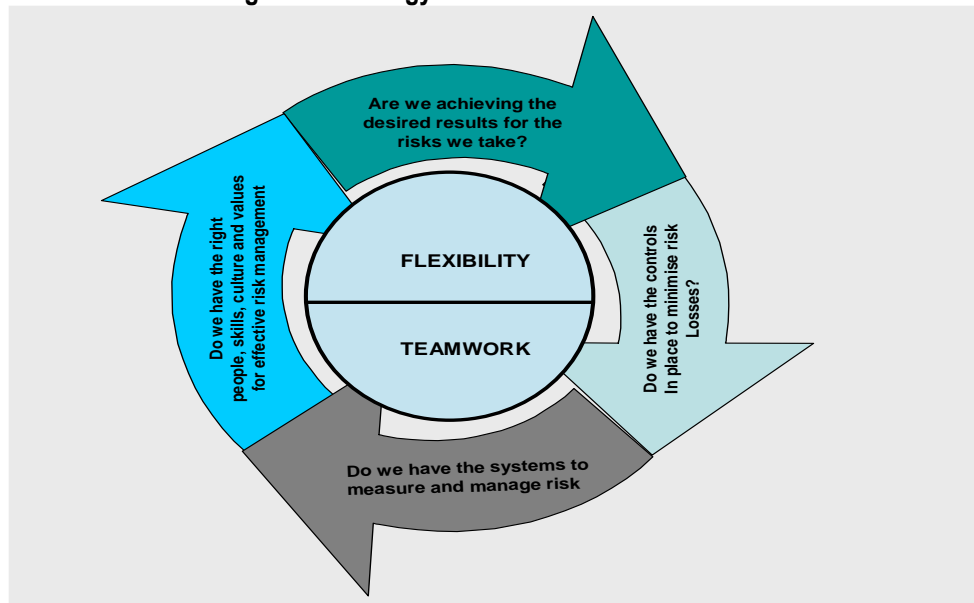 Are we achieving the
desired results for the
risks we take?
Do we have the controls
In place to minimise risk
Losses?
Do we have the systems to
measure and manage risk
Do we have the right
people, skills, culture and values
for effective risk management
FLEXIBILITY
TEAMWORK